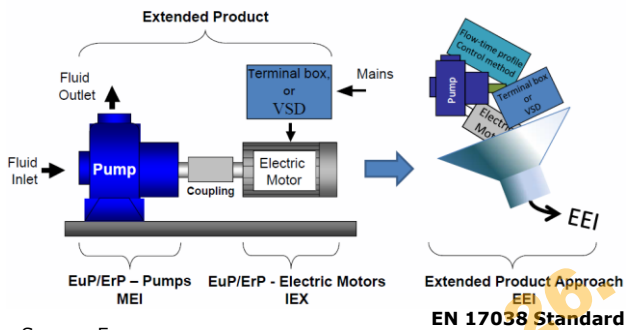 Extended Product
Fluid
Outlet
Terminal box,
or
VSD
Mains
Fluid
Inlet
Pump
Coupling
Electric
Motor
EuP/ErP – Pumps
MEI
EuP/ErP - Electric Motors
IEX
Flow-time profile
Control method
Pump
Terminal box
or
VSD
EEI
Extended Product Approach
EEI
EN 17038 Standard